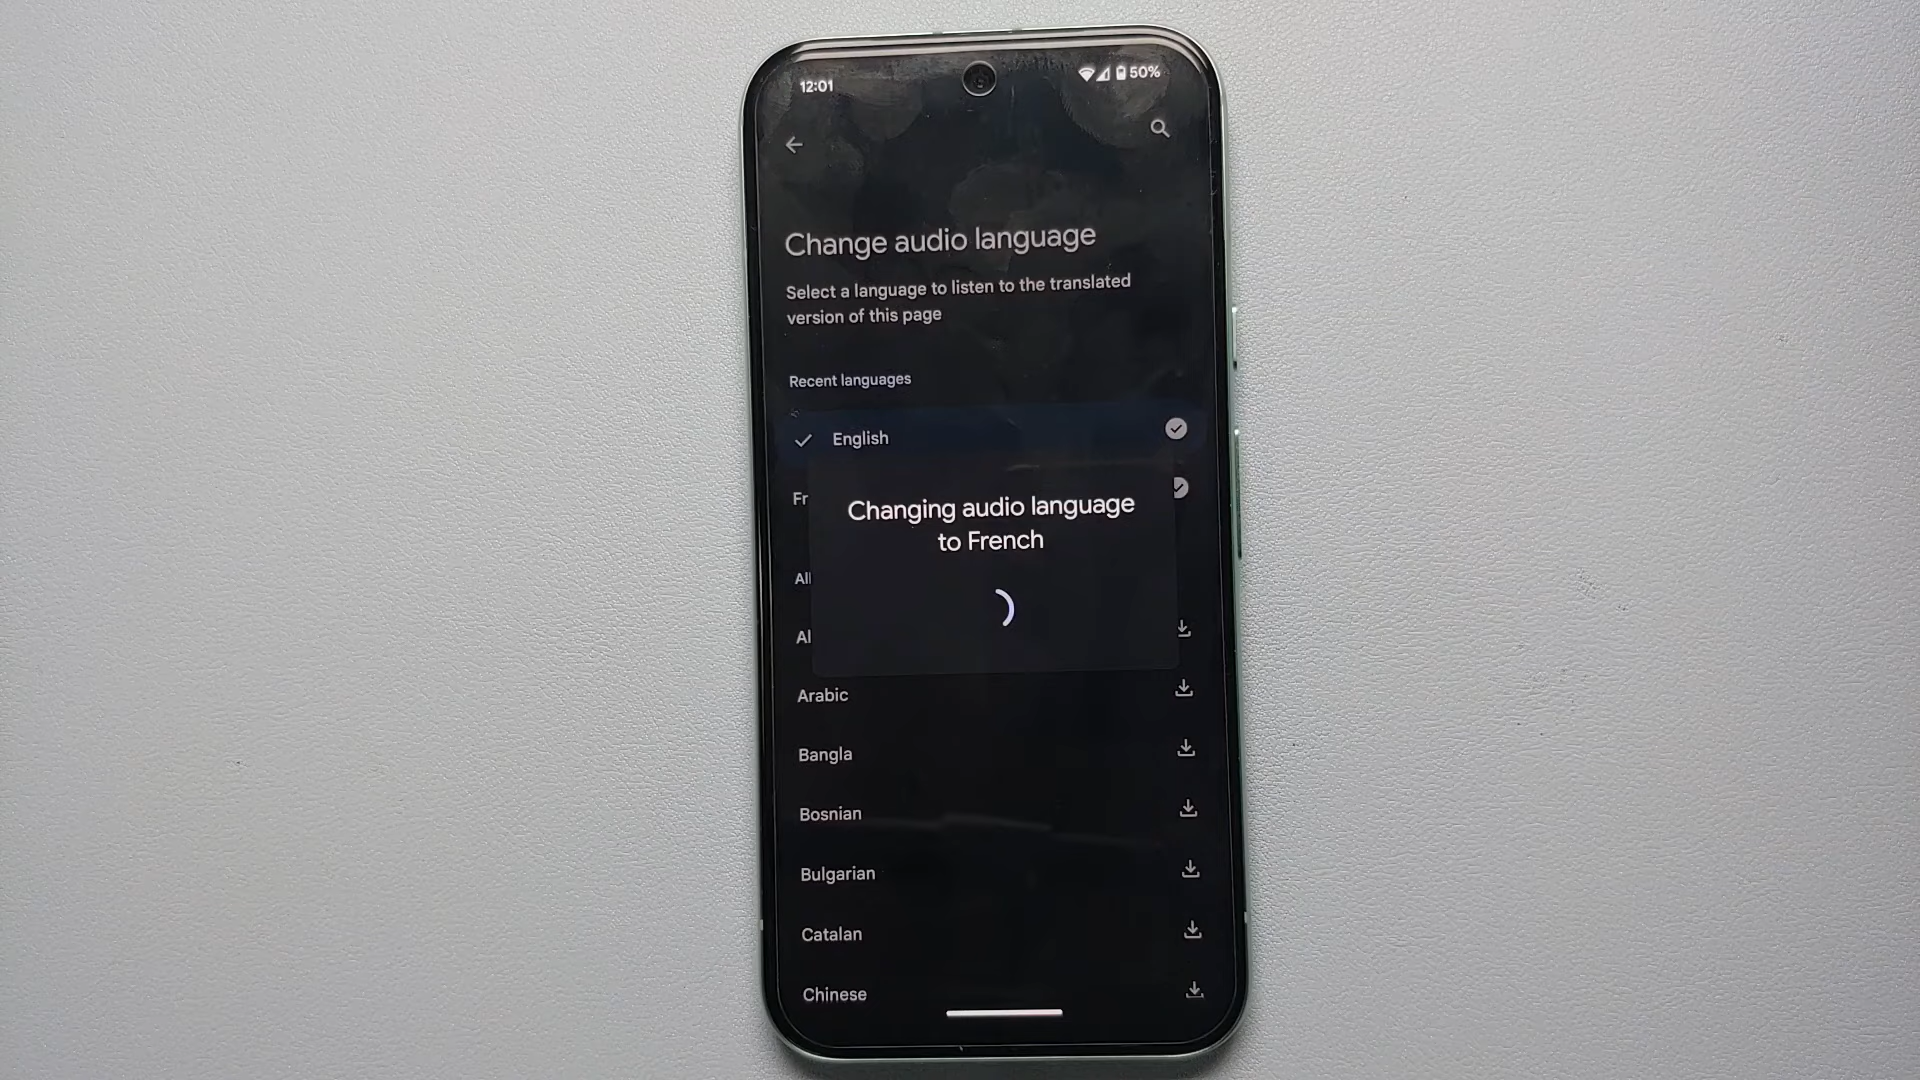 12:01
50%
Change audio language
Select a language to listen to the translated
version of this page
Recent languages
English
Fr
Changing audio language
to French
All
Al
Arabic
Bangla
Bosnian
Bulgarian
Catalan
Chinese